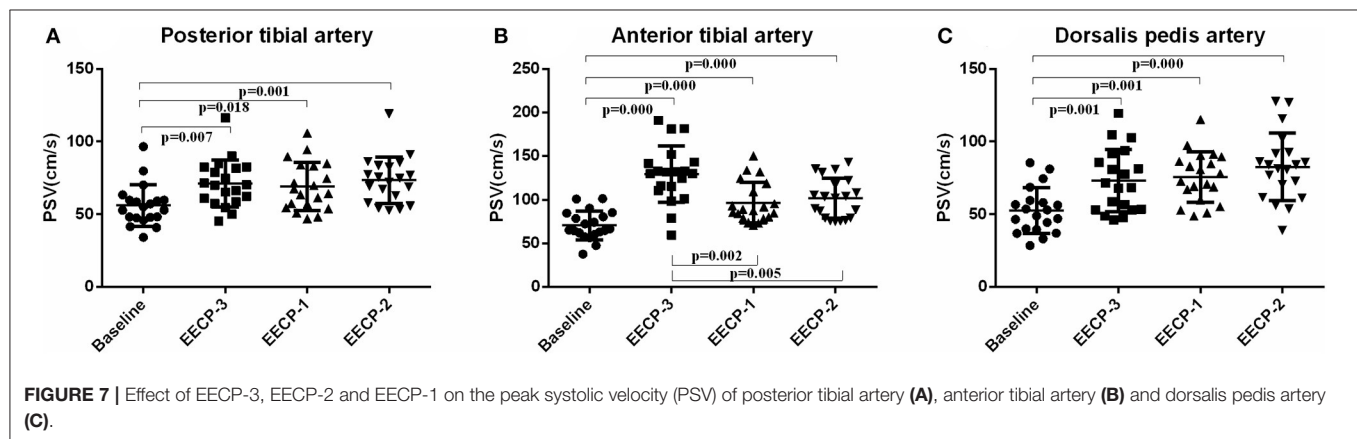 A Posterior tibial artery
PSV(cm/s)
150
100
50
0
p=0.001
p=0.018
p=0.007
Baseline
EECP-3
EECP-1
EECP-2
B Anterior tibial artery
PSV(cm/s)
250
200
150
100
50
0
p=0.000
p=0.000
p=0.000
p=0.002
p=0.005
Baseline
EECP-3
EECP-1
EECP-2
C Dorsalis pedis artery
PSV(cm/s)
150
100
50
0
p=0.000
p=0.001
p=0.001
Baseline
EECP-3
EECP-1
EECP-2
FIGURE 7 | Effect of EECP-3, EECP-2 and EECP-1 on the peak systolic velocity (PSV) of posterior tibial artery (A), anterior tibial artery (B) and dorsalis pedis artery
(C).